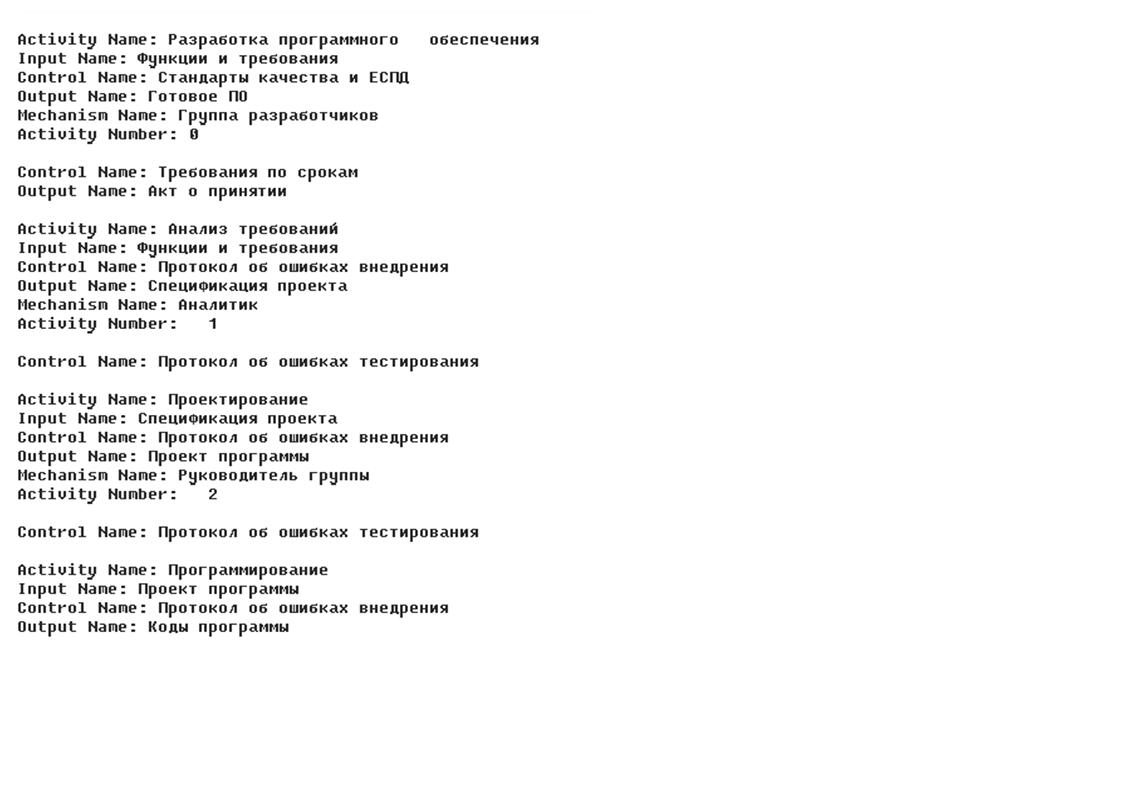 Activity Name: Разработка программного   обеспечения
Input Name: Функции и требования
Control Name: Стандарты качества и ЕСПД
Output Name: Готовое ПО
Mechanism Name: Группа разработчиков
Activity Number: 0
Control Name: Требования по срокам
Output Name: Акт о принятии
Activity Name: Анализ требований
Input Name: Функции и требования
Control Name: Протокол об ошибках внедрения
Output Name: Спецификация проекта
Mechanism Name: Аналитик
Activity Number:   1
Control Name: Протокол об ошибках тестирования
Activity Name: Проектирование
Input Name: Спецификация проекта
Control Name: Протокол об ошибках внедрения
Output Name: Проект программы
Mechanism Name: Руководитель группы
Activity Number:   2
Control Name: Протокол об ошибках тестирования
Activity Name: Программирование
Input Name: Проект программы
Control Name: Протокол об ошибках внедрения
Output Name: Коды программы